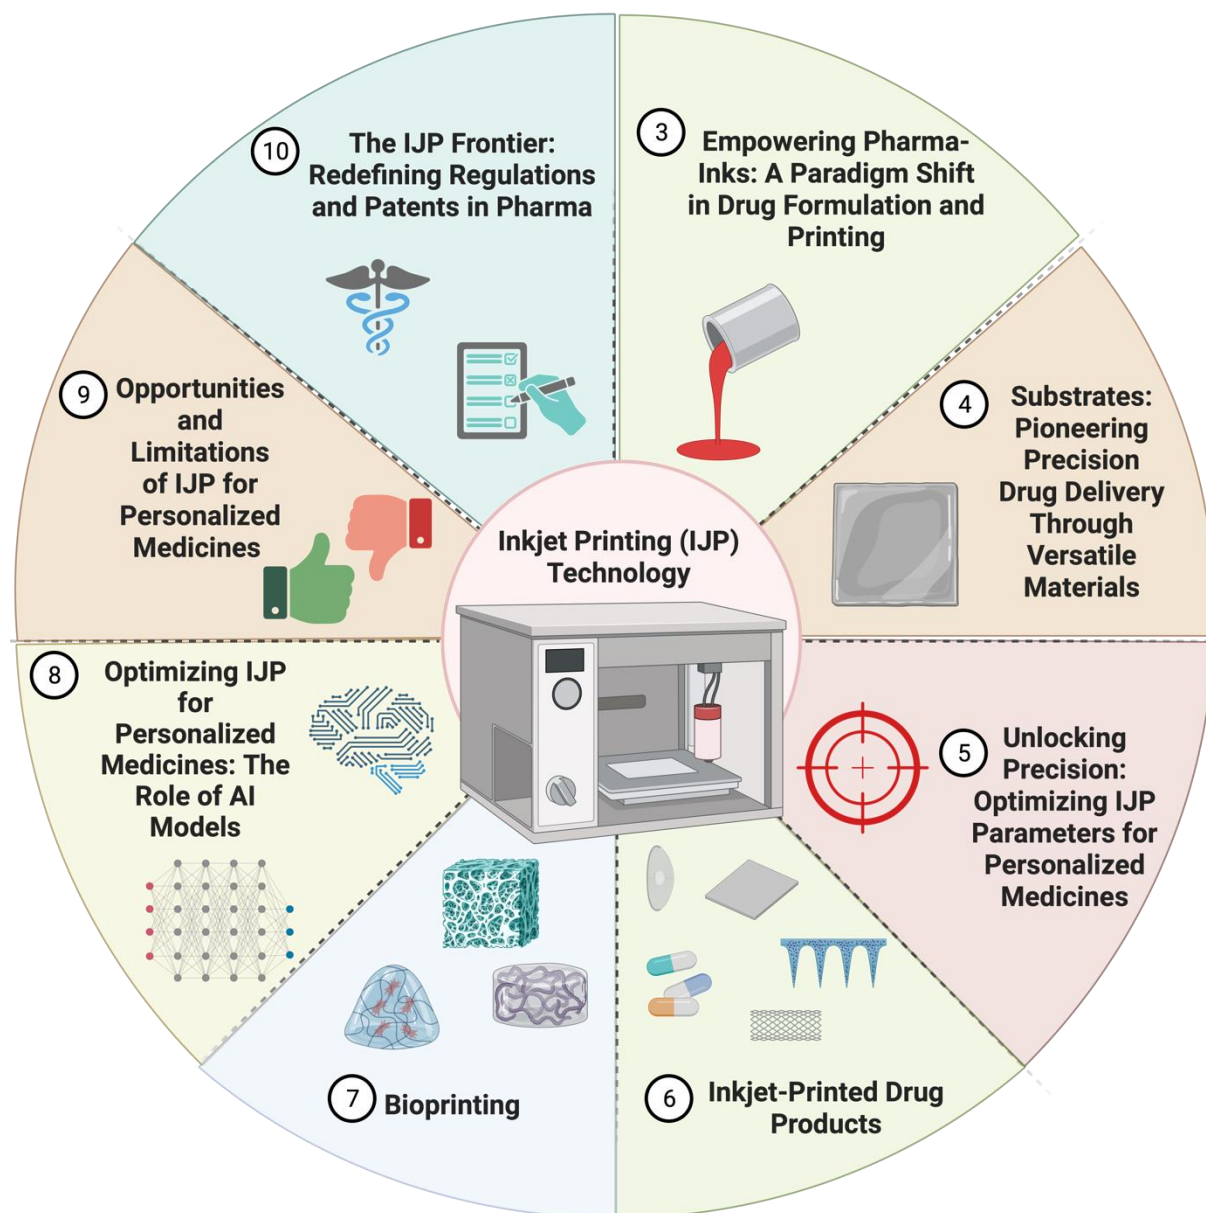 Inkjet Printing (IJP)
Technology
3
Empowering Pharma-
Inks: A Paradigm Shift
in Drug Formulation and
Printing
4
Substrates:
Pioneering
Precision
Drug Delivery
Through
Versatile
Materials
5
Unlocking
Precision:
Optimizing IJP
Parameters for
Personalized
Medicines
6
Inkjet-Printed Drug
Products
7
Bioprinting
8
Optimizing IJP
for
Personalized
Medicines: The
Role of AI
Models
9
Opportunities
and
Limitations
of IJP for
Personalized
Medicines
10
The IJP Frontier:
Redefining Regulations
and Patents in Pharma